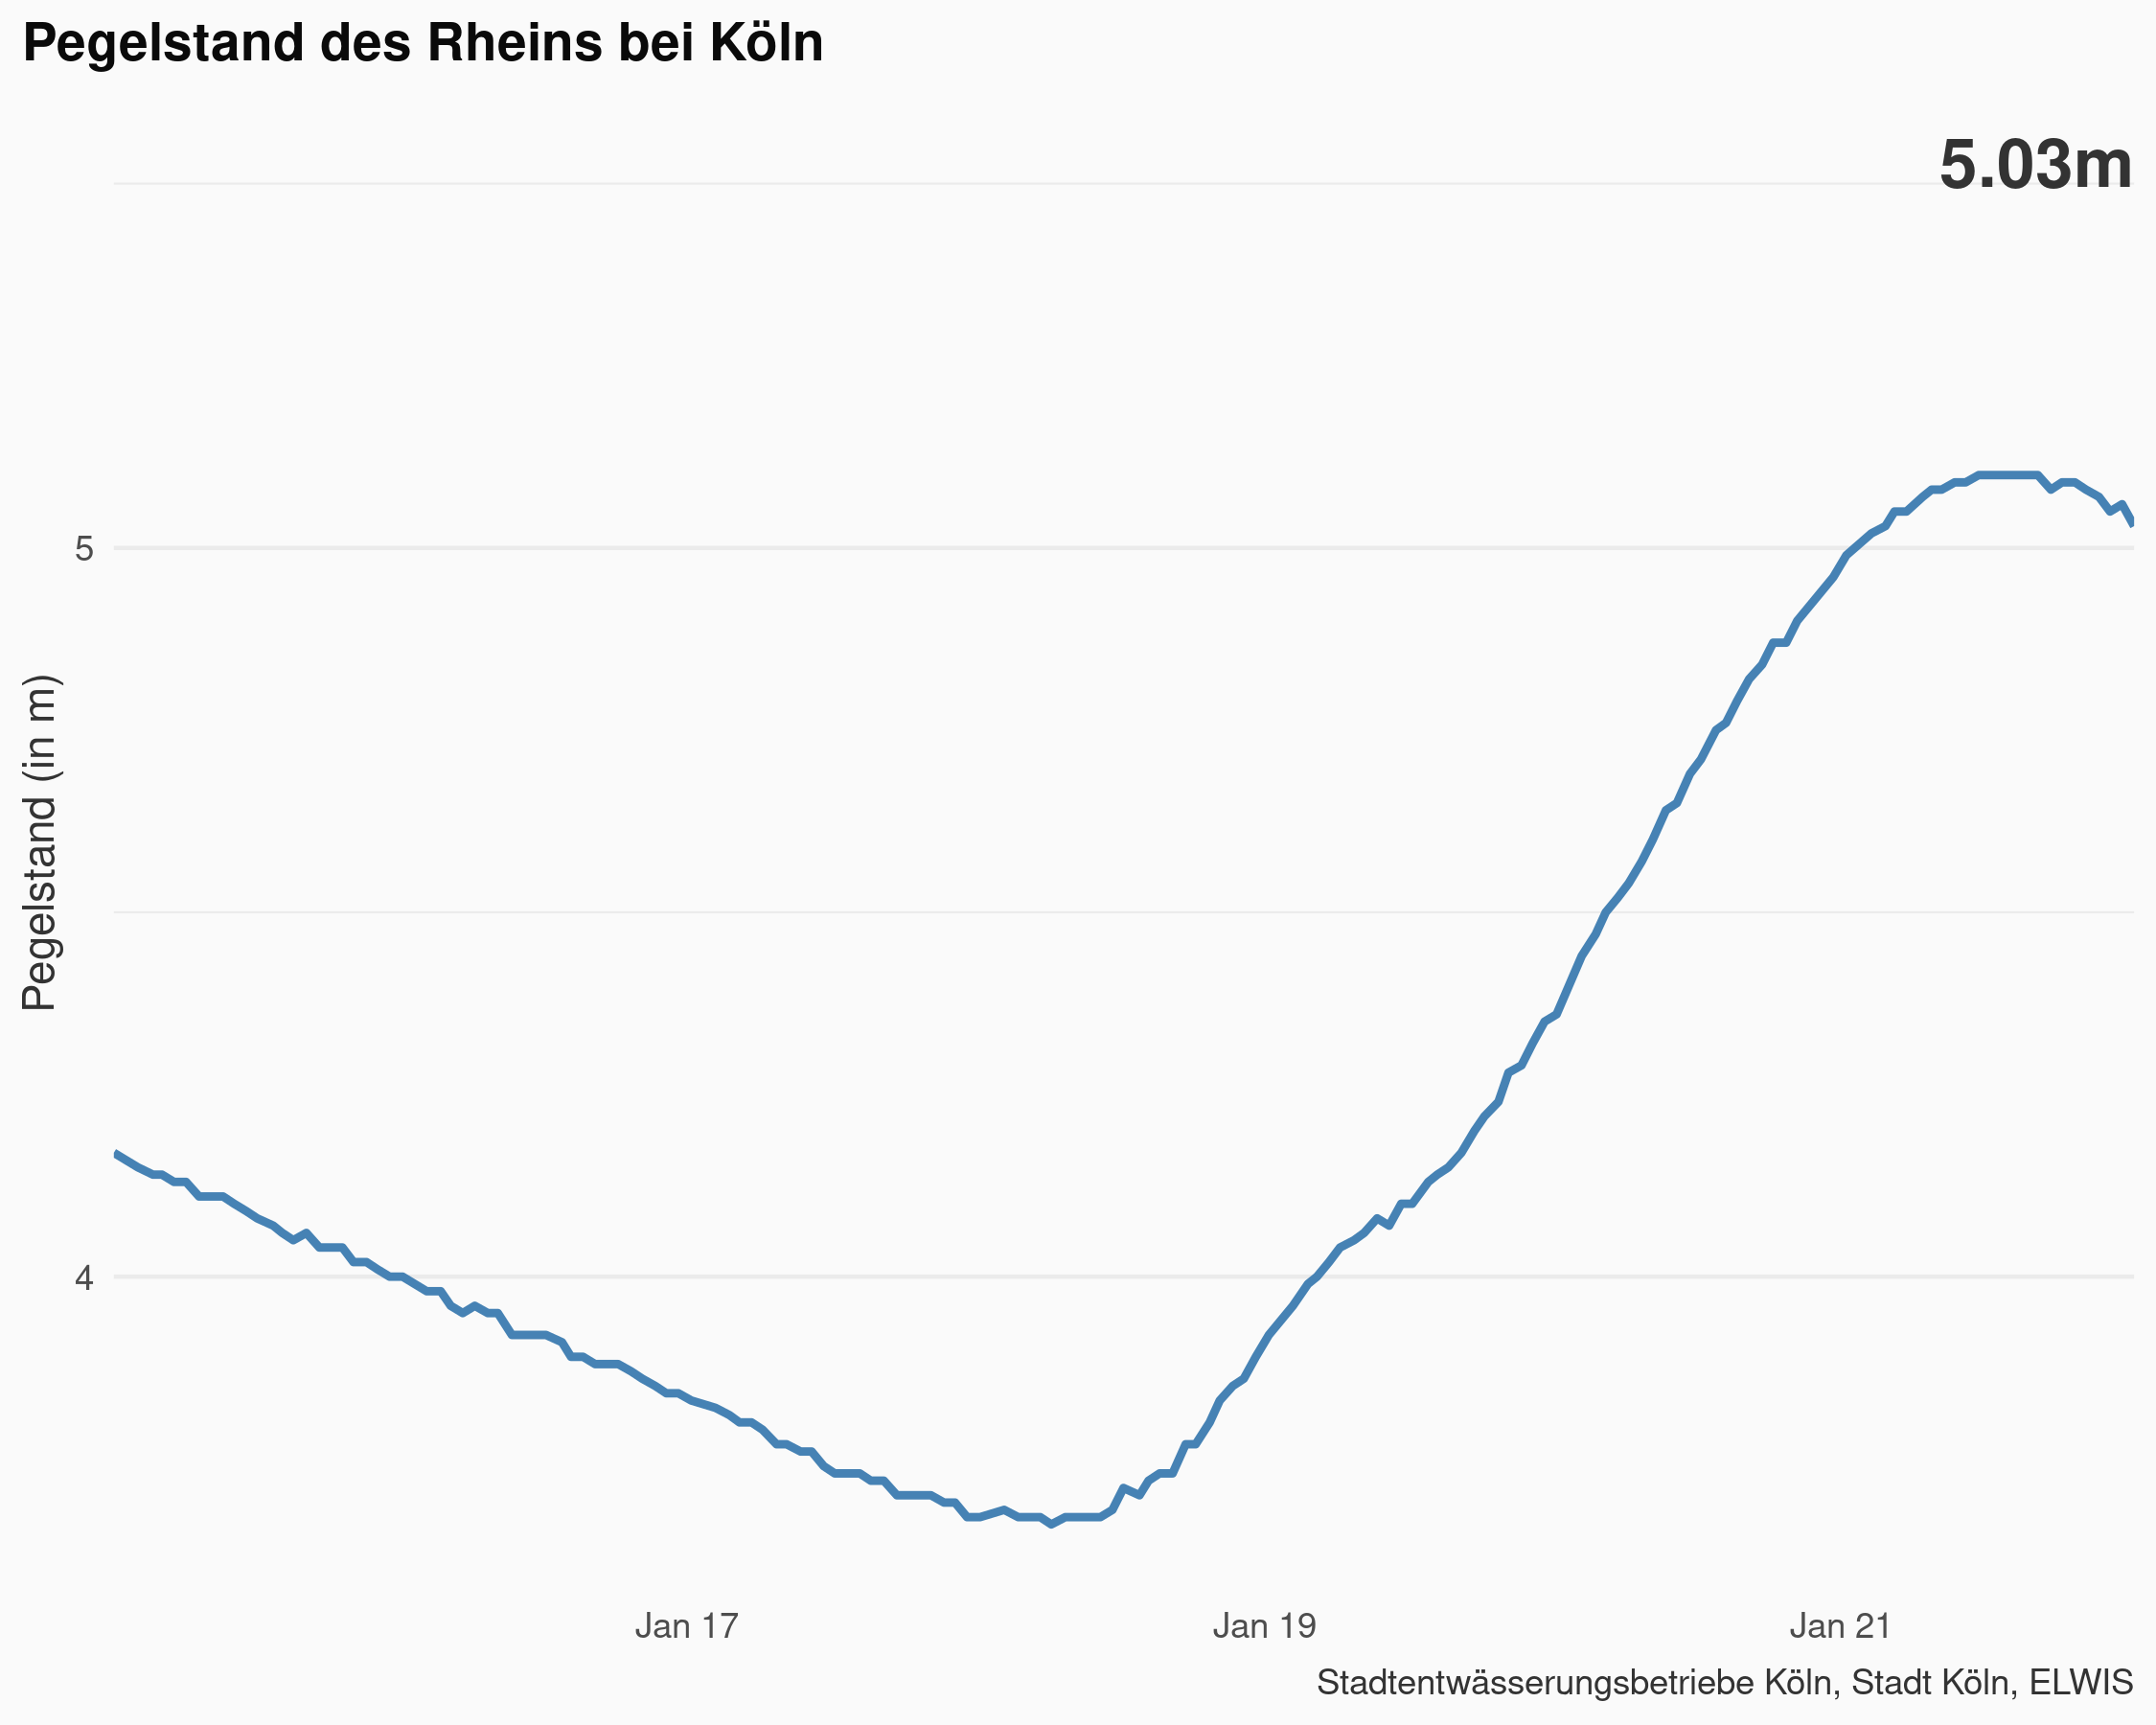 Pegelstand des Rheins bei Köln
5.03m
5
Pegelstand (in m)
4
Jan 17
Jan 19
Jan 21
Stadtentwässerungsbetriebe Köln, Stadt Köln, ELWIS